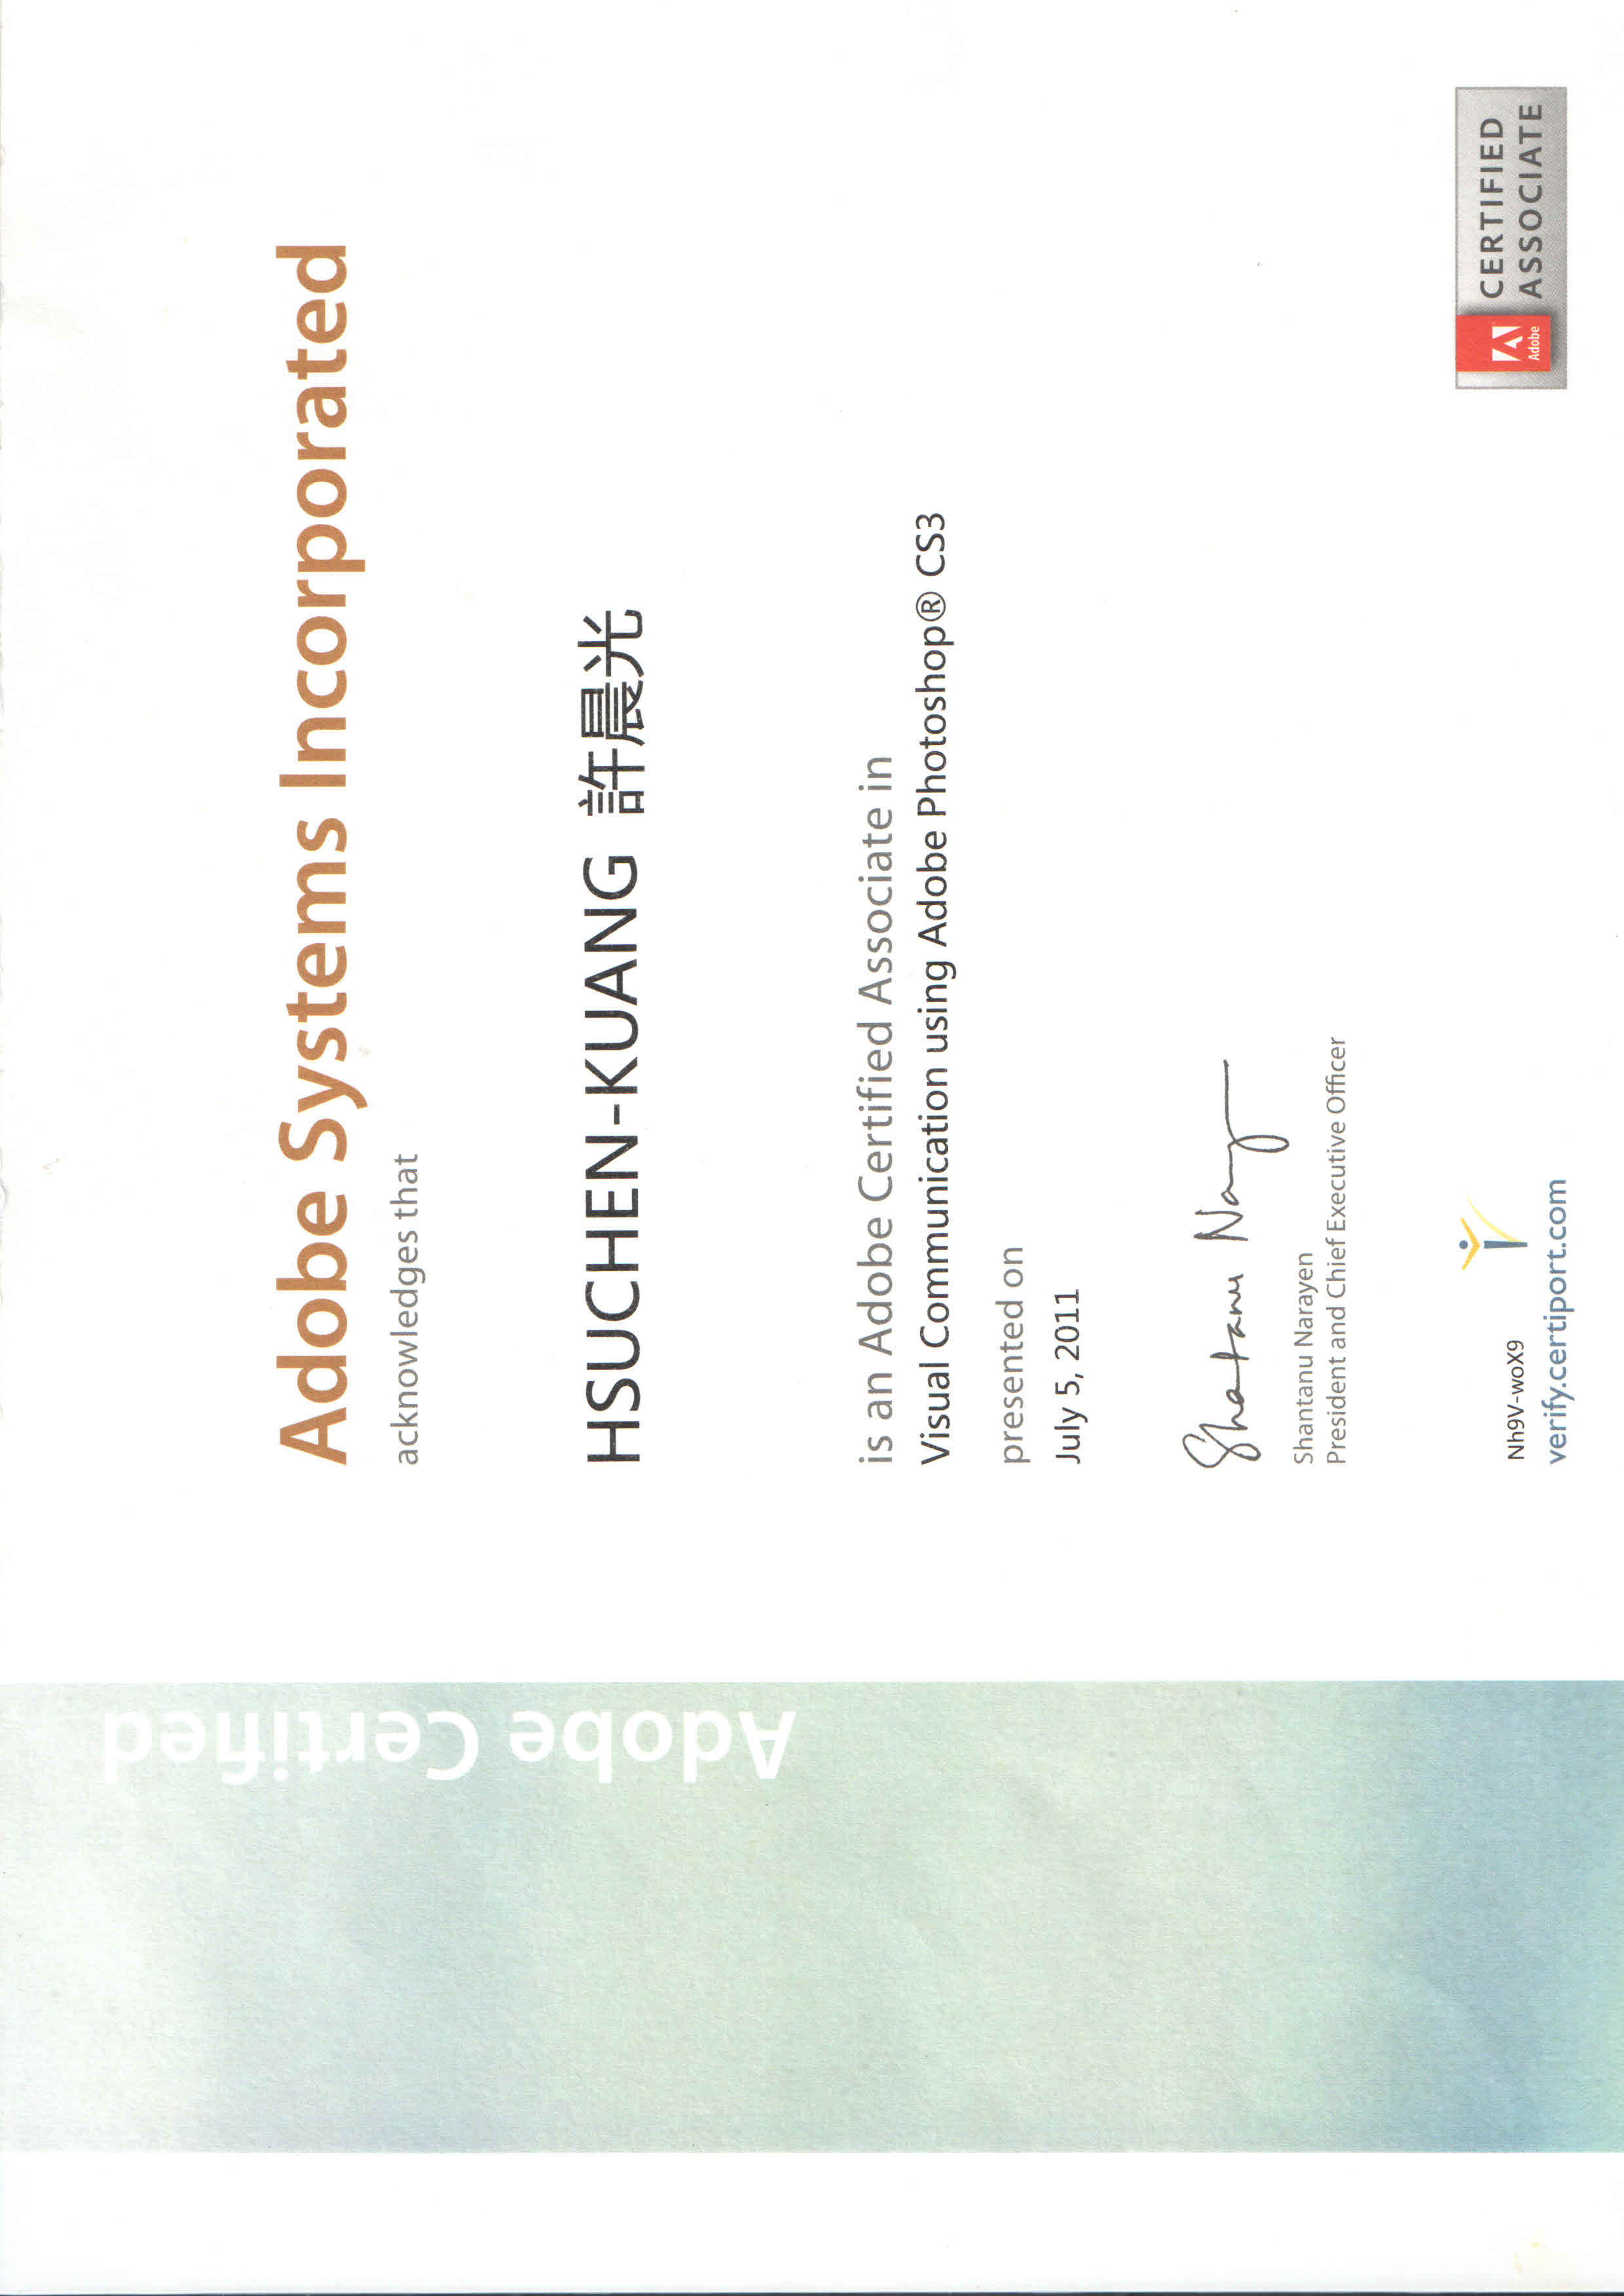 Adobe Certified
Adobe Systems Incorporated
acknowledges that
HSUCHEN-KUANG 許晨光
is an Adobe Certified Associate in
Visual Communication using Adobe Photoshop® CS3
presented on
July 5, 2011
Shantanu Narayen
Shantanu Narayen
President and Chief Executive Officer
Nh9V-woX9
verify.certiport.com
Adobe
CERTIFIED
ASSOCIATE